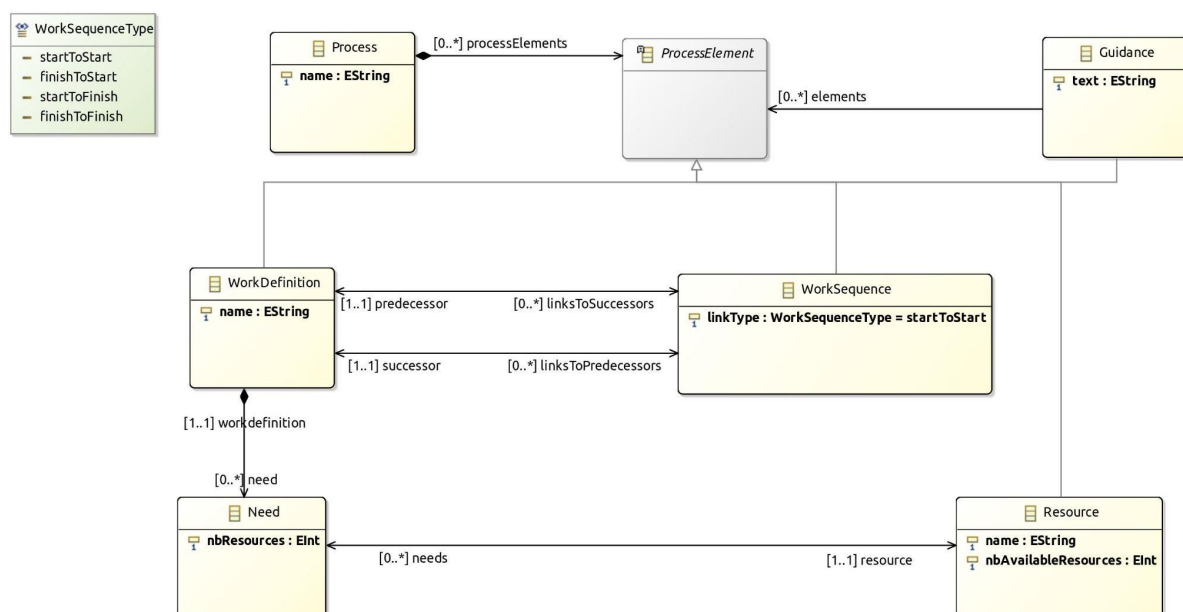 WorkSequenceType
startToStart
finishToStart
startToFinish
finishToFinish
Process
name : EString
[0..*] processElements
ProcessElement
Guidance
text : EString
[0..*] elements
WorkDefinition
name : EString
[1..1] predecessor
[0..*] linksToSuccessors
WorkSequence
linkType : WorkSequenceType = startToStart
[1..1] successor
[0..*] linksToPredecessors
[1..1] workdefinition
[0..*] need
Need
nbResources : EInt
[0..*] needs
[1..1] resource
Resource
name : EString
nbAvailableResources : EInt